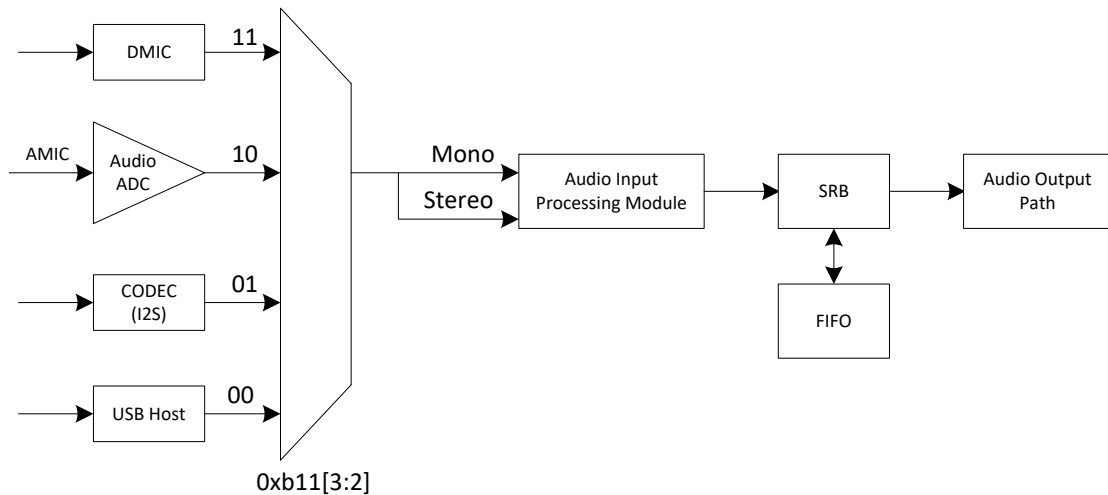 DMIC
11
AMIC
Audio
ADC
10
CODEC
(I2S)
01
USB Host
00
0xb11[3:2]
Mono
Stereo
Audio Input
Processing Module
SRB
FIFO
Audio Output
Path